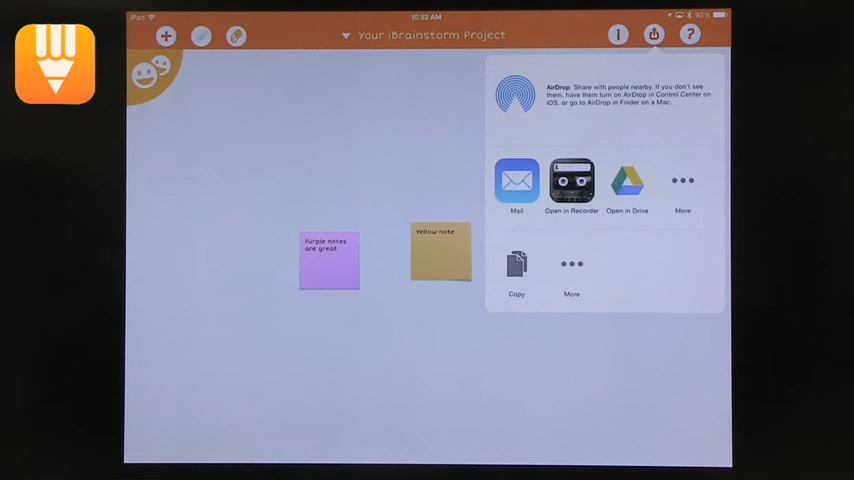 iPad
10:52 AM
93%
Your iBrainstorm Project
i
?
AirDrop. Share with people nearby. If you don't see
them, have them turn on AirDrop in Control Center on
iOS, or go to AirDrop in Finder on a Mac.
Mail
Open in Recorder
Open in Drive
More
Purple notes
are great
Yellow note
Copy
More